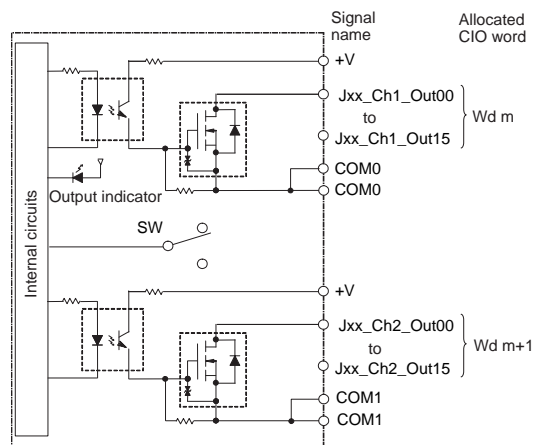 Signal name
Allocated CIO word
+V
Jxx_Ch1_Out00
to
Jxx_Ch1_Out15
Wd m
COM0
COM0
Output indicator
Internal circuits
SW
+V
Jxx_Ch2_Out00
to
Jxx_Ch2_Out15
Wd m+1
COM1
COM1